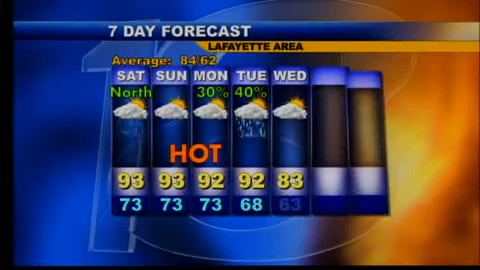 7 DAY FORECAST
LAFAYETTE AREA
Average: 84/62
SAT SUN MON TUE WED
North 30% 40%
HOT
93 93 92 92 83
73 73 73 68 63